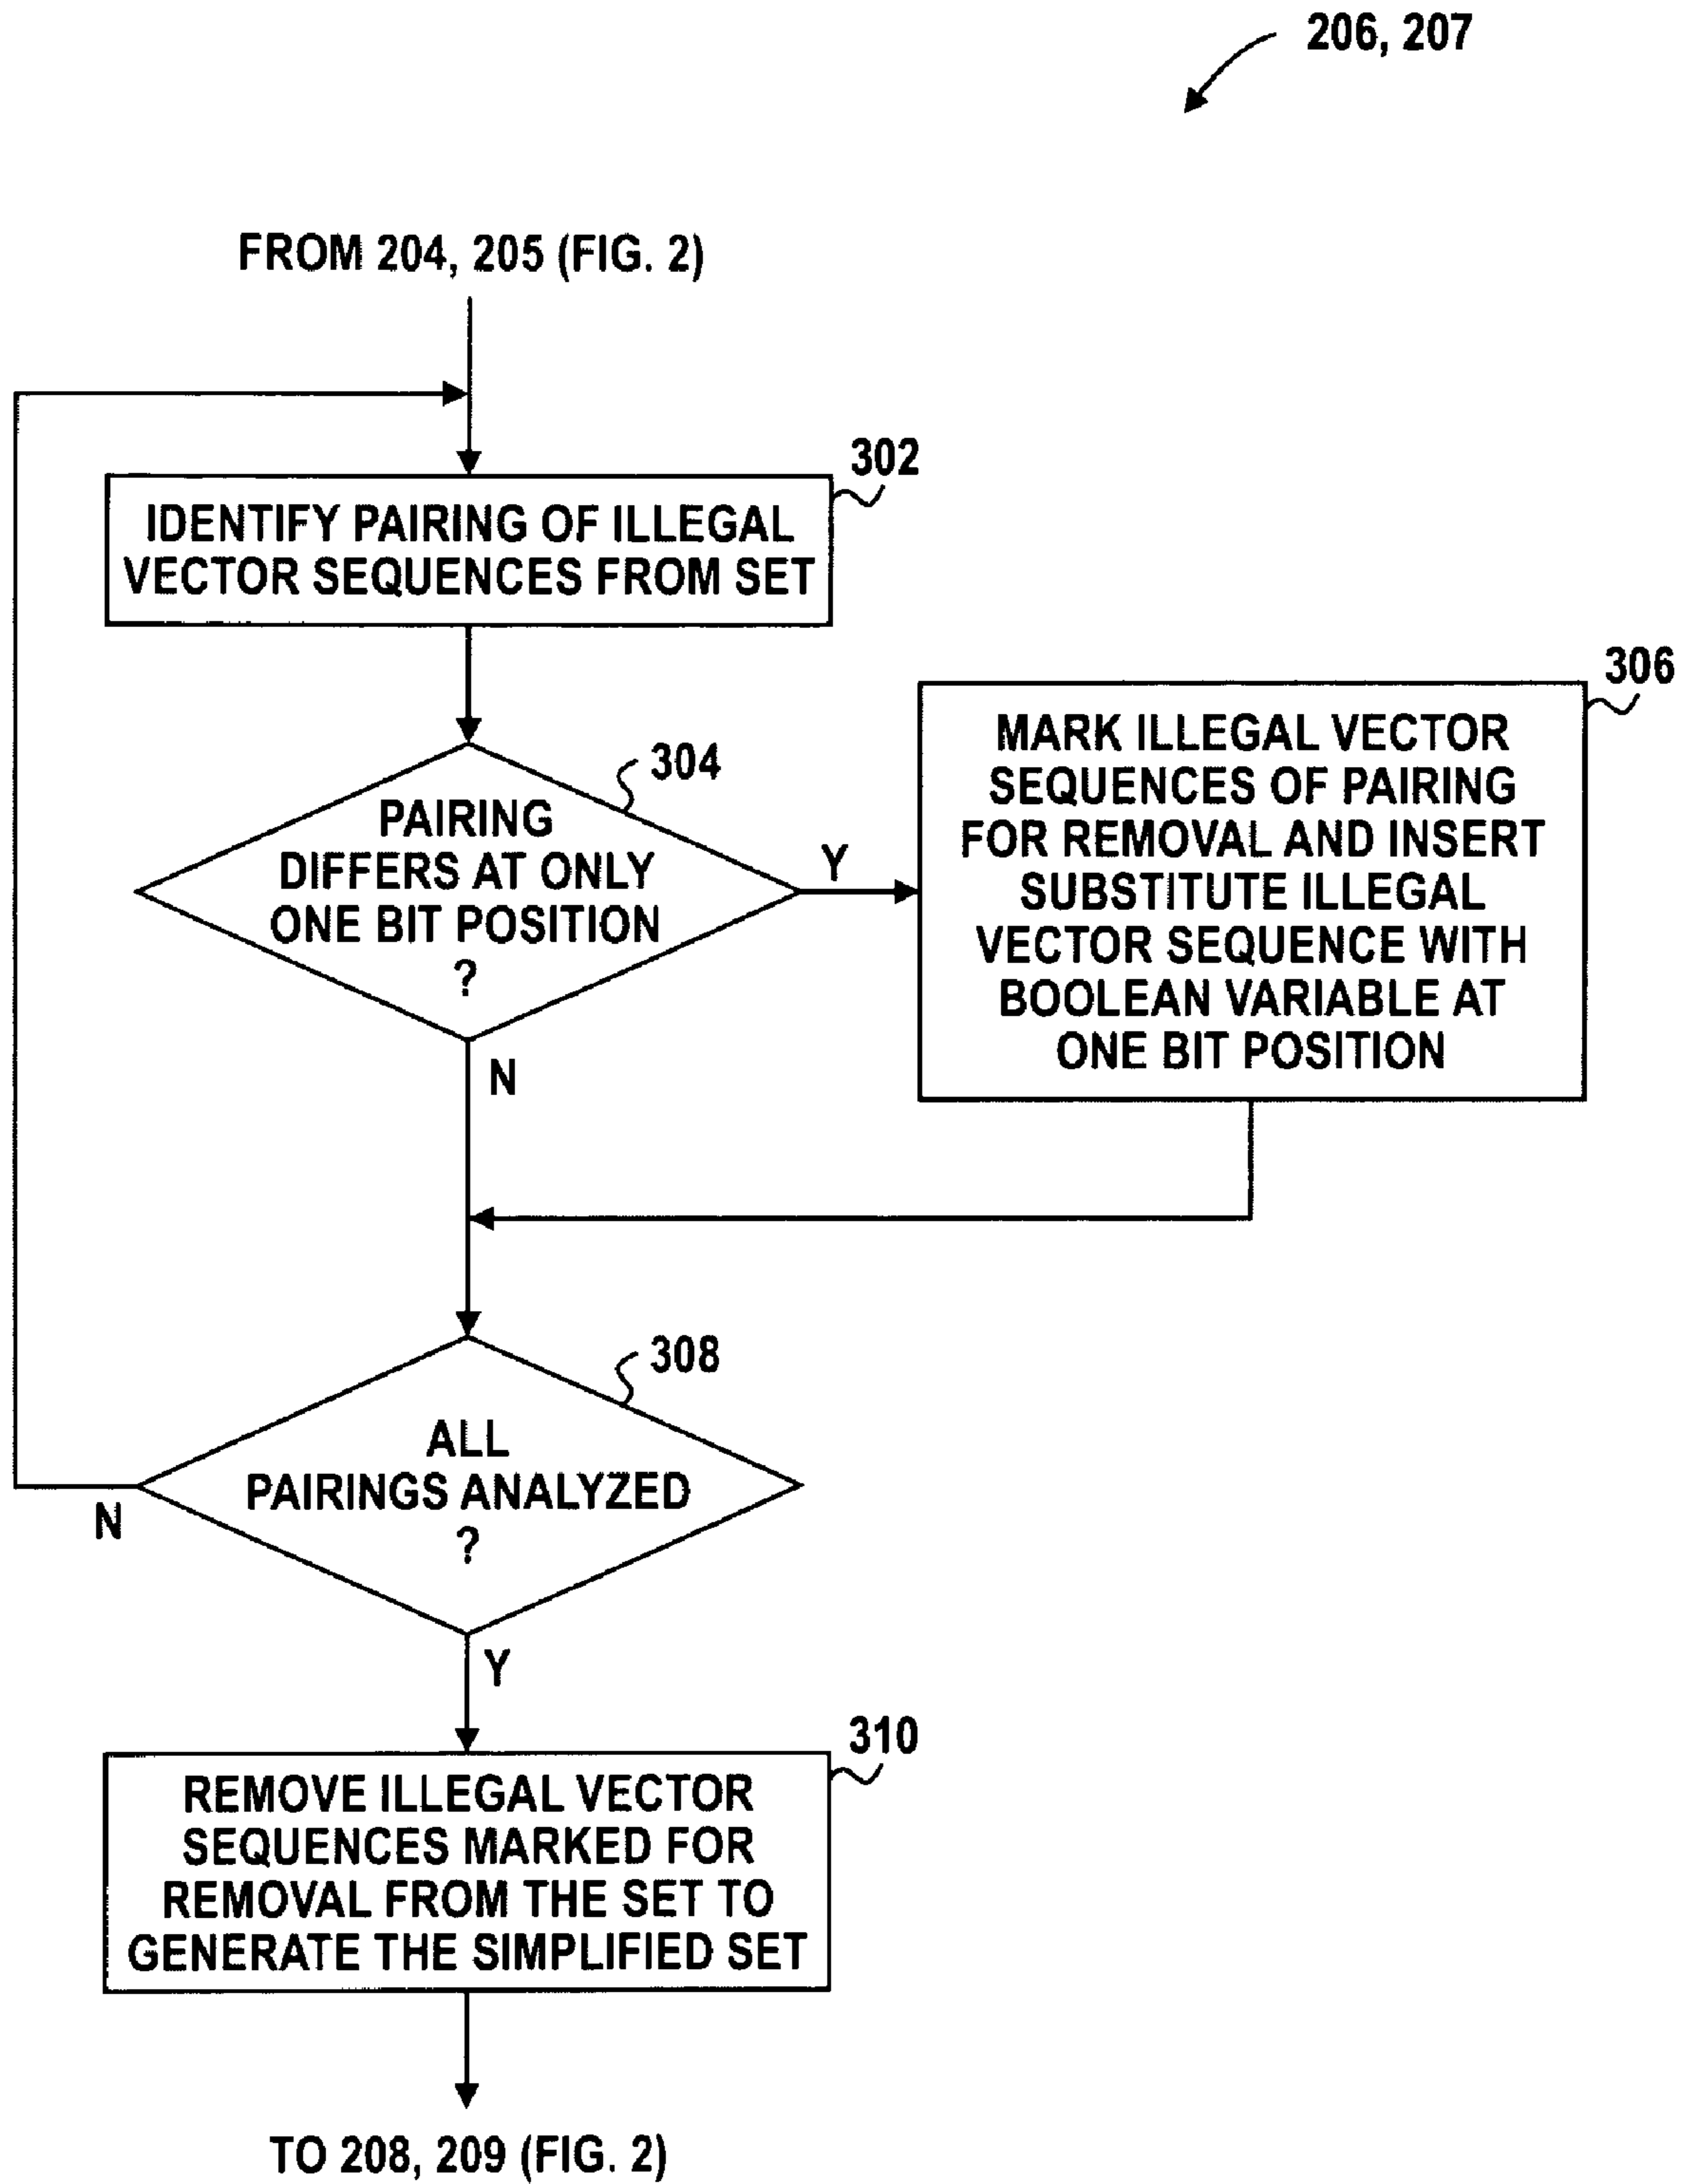 206, 207
FROM 204, 205 (FIG. 2)
302
IDENTIFY PAIRING OF ILLEGAL
VECTOR SEQUENCES FROM SET
304
PAIRING
DIFFERS AT ONLY
ONE BIT POSITION
?
Y
N
306
MARK ILLEGAL VECTOR
SEQUENCES OF PAIRING
FOR REMOVAL AND INSERT
SUBSTITUTE ILLEGAL
VECTOR SEQUENCE WITH
BOOLEAN VARIABLE AT
ONE BIT POSITION
308
ALL
PAIRINGS ANALYZED
?
N
Y
310
REMOVE ILLEGAL VECTOR
SEQUENCES MARKED FOR
REMOVAL FROM THE SET TO
GENERATE THE SIMPLIFIED SET
TO 208, 209 (FIG. 2)